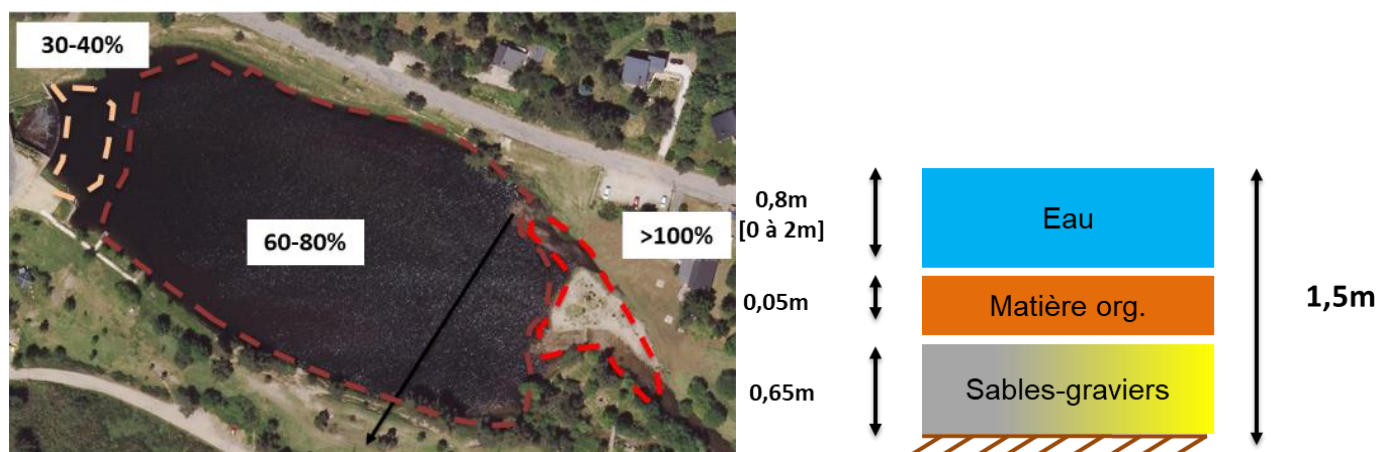 30-40%
60-80%
>100%
0,8m
[0 à 2m]
0,05m
0,65m
Eau
Matière org.
Sables-graviers
1,5m